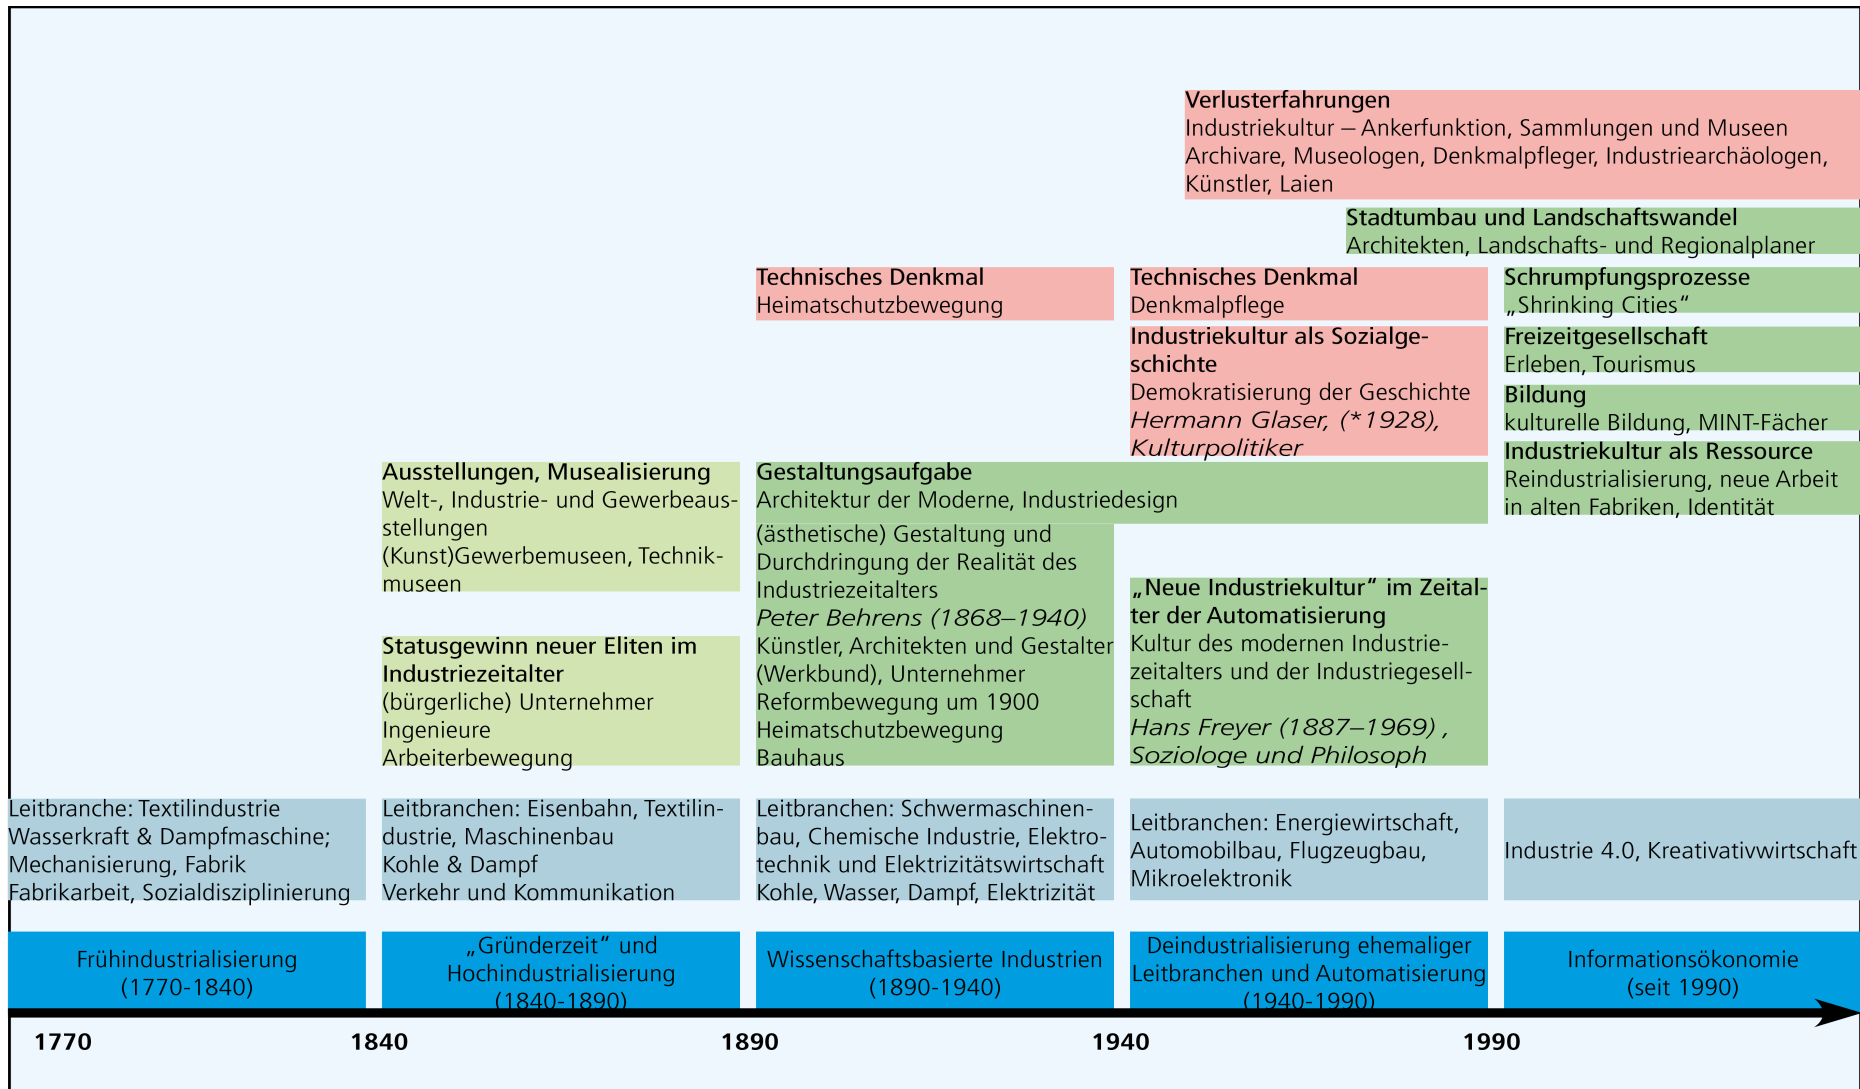 Verlusterfahrungen
Industriekultur – Ankerfunktion, Sammlungen und Museen
Archivare, Museologen, Denkmalpfleger, Industriearchäologen,
Künstler, Laien
Stadtumbau und Landschaftswandel
Architekten, Landschafts- und Regionalplaner
Technisches Denkmal
Heimatschutzbewegung
Technisches Denkmal
Denkmalpflege
Schrumpfungsprozesse
„Shrinking Cities“
Industriekultur als Sozialge-
schichte
Demokratisierung der Geschichte
Hermann Glaser, (*1928),
Kulturpolitiker
Freizeitgesellschaft
Erleben, Tourismus
Bildung
kulturelle Bildung, MINT-Fächer
Industriekultur als Ressource
Reindustrialisierung, neue Arbeit
in alten Fabriken, Identität
Ausstellungen, Musealisierung
Welt-, Industrie- und Gewerbeaus-
stellungen
(Kunst)Gewerbemuseen, Technik-
museen
Statusgewinn neuer Eliten im
Industriezeitalter
(bürgerliche) Unternehmer
Ingenieure
Arbeiterbewegung
Gestaltungsaufgabe
Architektur der Moderne, Industriedesign
(ästhetische) Gestaltung und
Durchdringung der Realität des
Industriezeitalters
Peter Behrens (1868–1940)
Künstler, Architekten und Gestalter
(Werkbund), Unternehmer
Reformbewegung um 1900
Heimatschutzbewegung
Bauhaus
„Neue Industriekultur“ im Zeital-
ter der Automatisierung
Kultur des modernen Industrie-
zeitalters und der Industriegesell-
schaft
Hans Freyer (1887–1969) ,
Soziologe und Philosoph
Leitbranche: Textilindustrie
Wasserkraft & Dampfmaschine;
Mechanisierung, Fabrik
Fabrikarbeit, Sozialdisziplinierung
Leitbranchen: Eisenbahn, Textilin-
dustrie, Maschinenbau
Kohle & Dampf
Verkehr und Kommunikation
Leitbranchen: Schwermaschinen-
bau, Chemische Industrie, Elektro-
technik und Elektrizitätswirtschaft
Kohle, Wasser, Dampf, Elektrizität
Leitbranchen: Energiewirtschaft,
Automobilbau, Flugzeugbau,
Mikroelektronik
Industrie 4.0, Kreativativwirtschaft
Frühindustrialisierung
(1770-1840)
„Gründerzeit“ und
Hochindustrialisierung
(1840-1890)
Wissenschaftsbasierte Industrien
(1890-1940)
Deindustrialisierung ehemaliger
Leitbranchen und Automatisierung
(1940-1990)
Informationsökonomie
(seit 1990)
1770 1840 1890 1940 1990